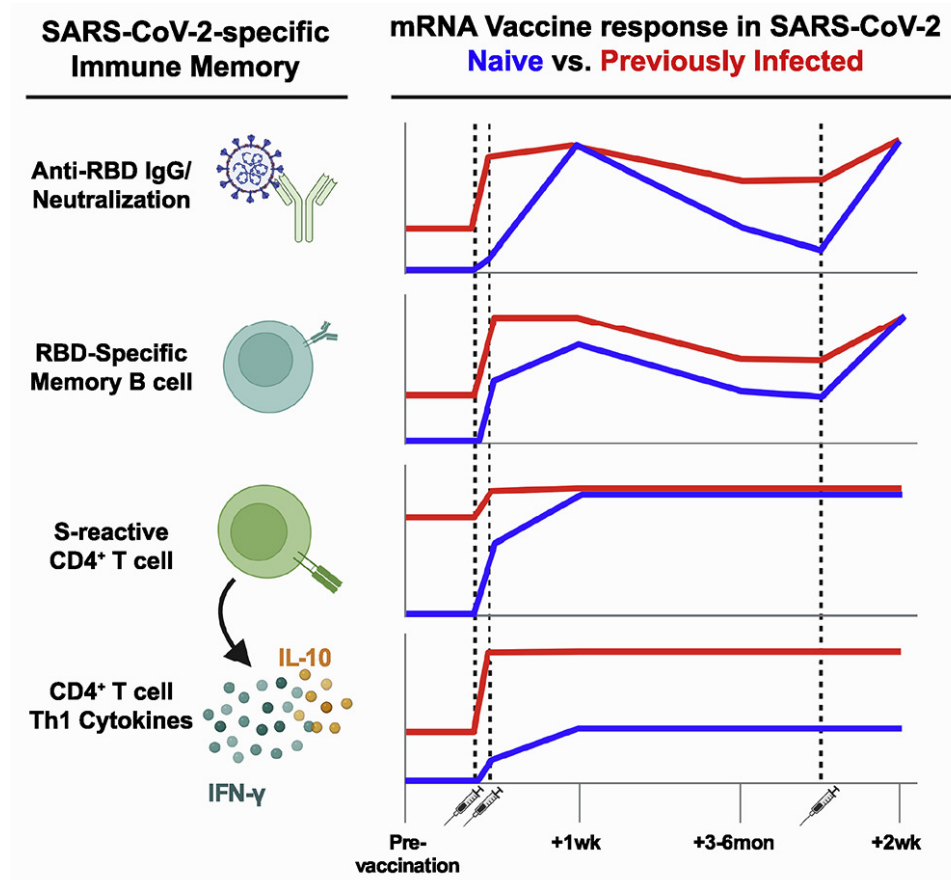 SARS-CoV-2-specific
Immune Memory
mRNA Vaccine response in SARS-CoV-2
Naive vs. Previously Infected
Anti-RBD IgG/
Neutralization
RBD-Specific
Memory B cell
S-reactive
CD4⁺ T cell
IL-10
CD4⁺ T cell
Th1 Cytokines
IFN-γ
Pre-
vaccination
+1wk
+3-6mon
+2wk